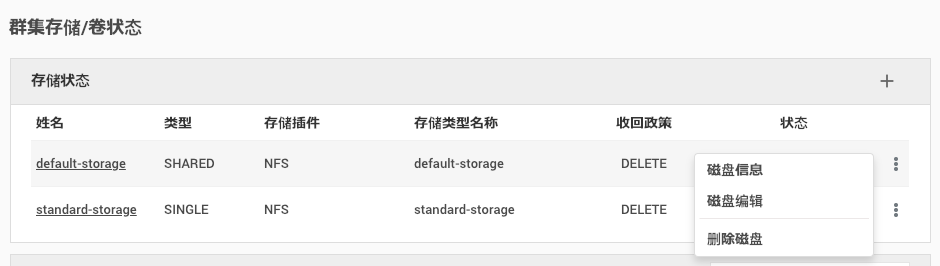 群集存储/卷状态
存储状态
姓名 类型 存储插件 存储类型名称 收回政策 状态
default-storage SHARED NFS default-storage DELETE
磁盘信息
磁盘编辑
standard-storage SINGLE NFS standard-storage DELETE
删除磁盘